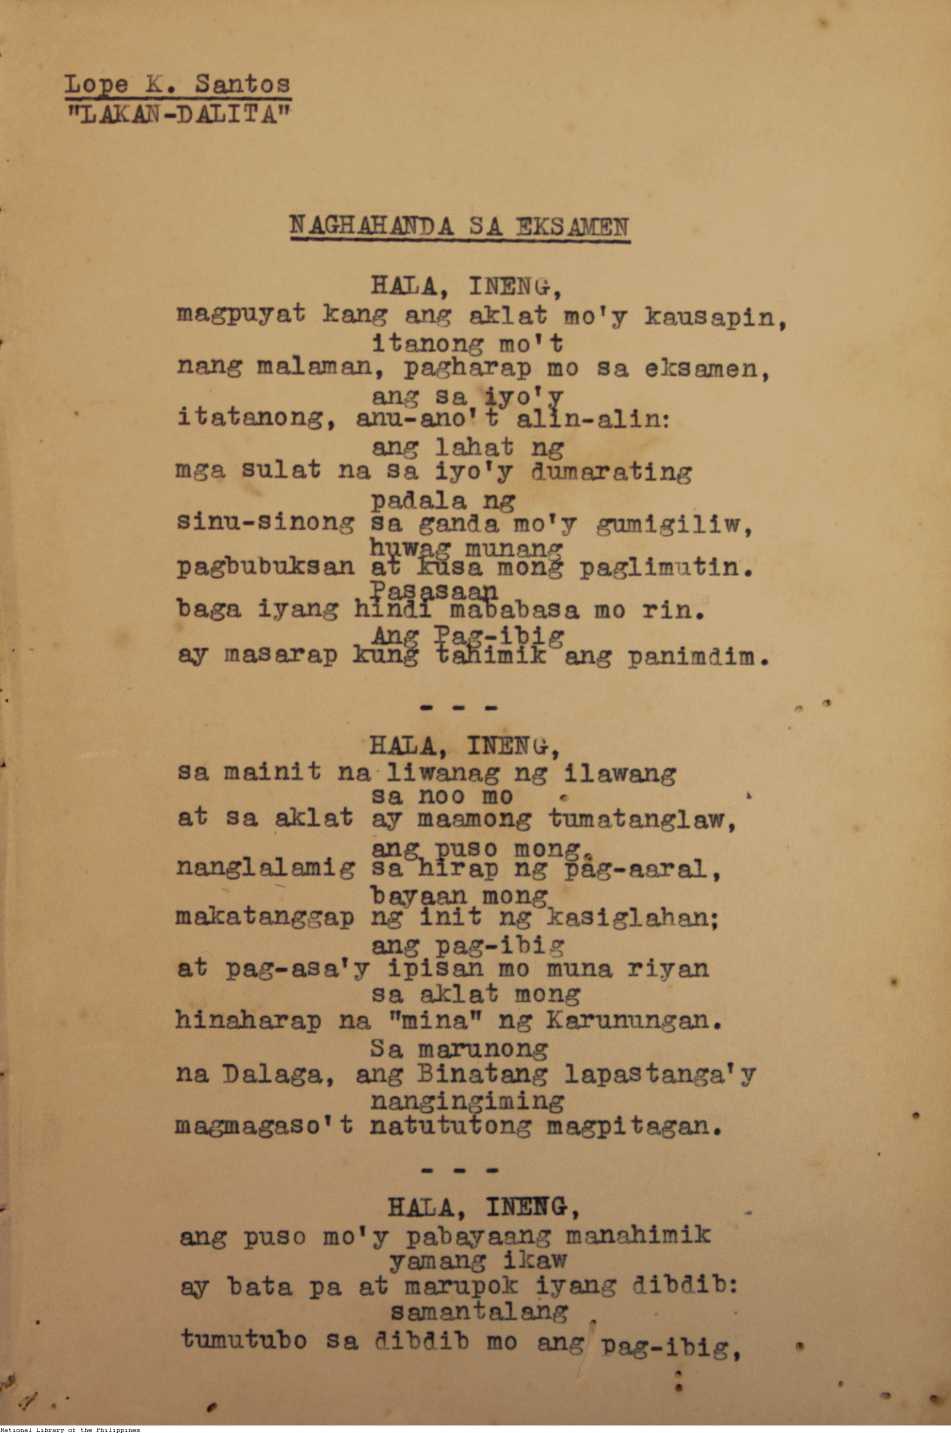 Lope K. Santos
"LAKAN-DALITA"
NAGHAHANDA SA EKSAMEN
HALA, INENG,
magpuyat kang ang aklat mo'y kausapin,
itanong mo't
nang malaman, pagharap mo sa eksamen,
ang sa iyo'y
itatanong, anu-ano't alin-alin:
ang lahat ng
mga sulat na sa iyo'y dumarating
padala ng
sinu-sinong sa ganda mo'y gumigiliw,
huwag munang
pagbubuksan at kusa mong paglimutin.
Pasasaan
baga iyang hindi mababasa mo rin.
Ang Pag-ibig
ay masarap kung tahimik ang panimdim.
- - -
HALA, INENG,
sa mainit na liwanag ng ilawang
sa noo mo
at sa aklat ay maamong tumatanglaw,
ang puso mong
nanglalamig sa hirap ng pag-aaral,
bayaan mong
makatanggap ng init ng kasiglahan;
ang pag-ibig
at pag-asa'y ipisan mo muna riyan
sa aklat mong
hinaharap na "mina" ng Karunungan.
Sa marunong
na Dalaga, ang Binatang lapastanga'y
nangingiming
magmagaso't natututong magpitagan.
- - -
HALA, INENG,
ang puso mo'y pabayaang manahimik
yamang ikaw
ay bata pa at marupok iyang dibdib:
samantalang
tumutubo sa dibdib mo ang pag-ibig,
National Library of the Philippines